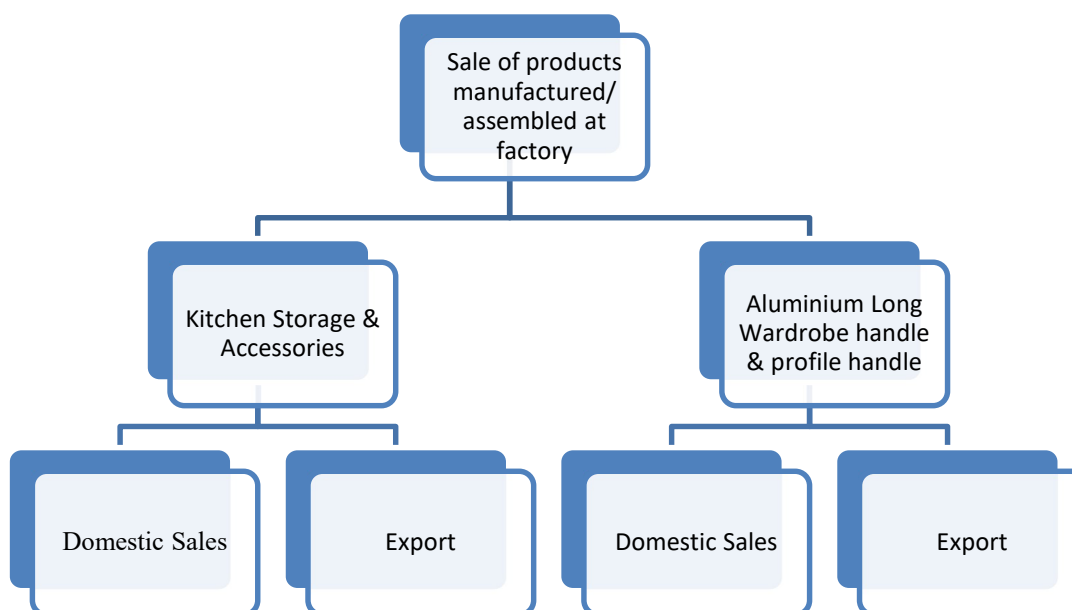 Sale of products
manufactured/
assembled at
factory
Kitchen Storage &
Accessories
Aluminium Long
Wardrobe handle
& profile handle
Domestic Sales
Export
Domestic Sales
Export